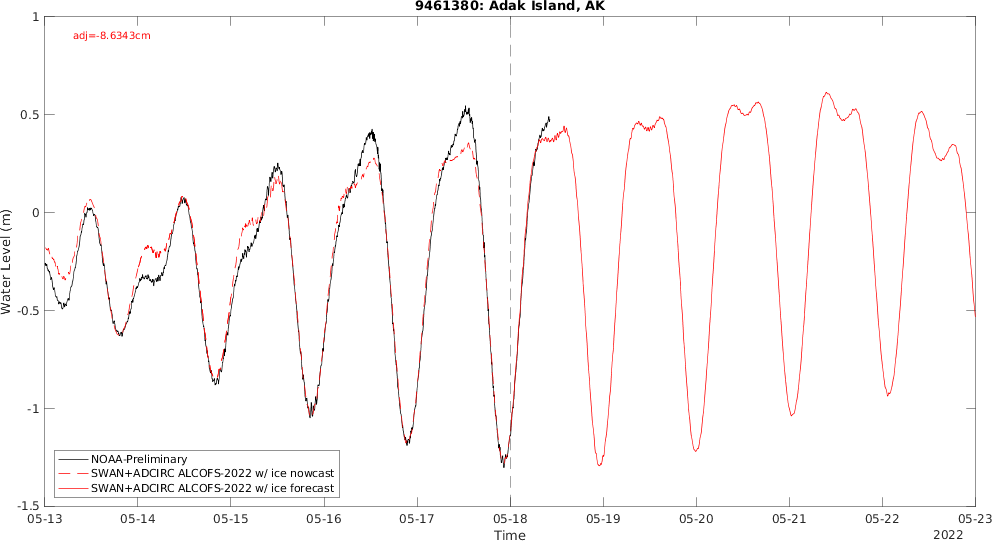 9461380: Adak Island, AK
adj=-8.6343cm
1
0.5
0
-0.5
-1
-1.5
Water Level (m)
NOAA-Preliminary
SWAN+ADCIRC ALCOFS-2022 w/ ice nowcast
SWAN+ADCIRC ALCOFS-2022 w/ ice forecast
05-13 05-14 05-15 05-16 05-17 05-18 05-19 05-20 05-21 05-22 05-23
Time
2022